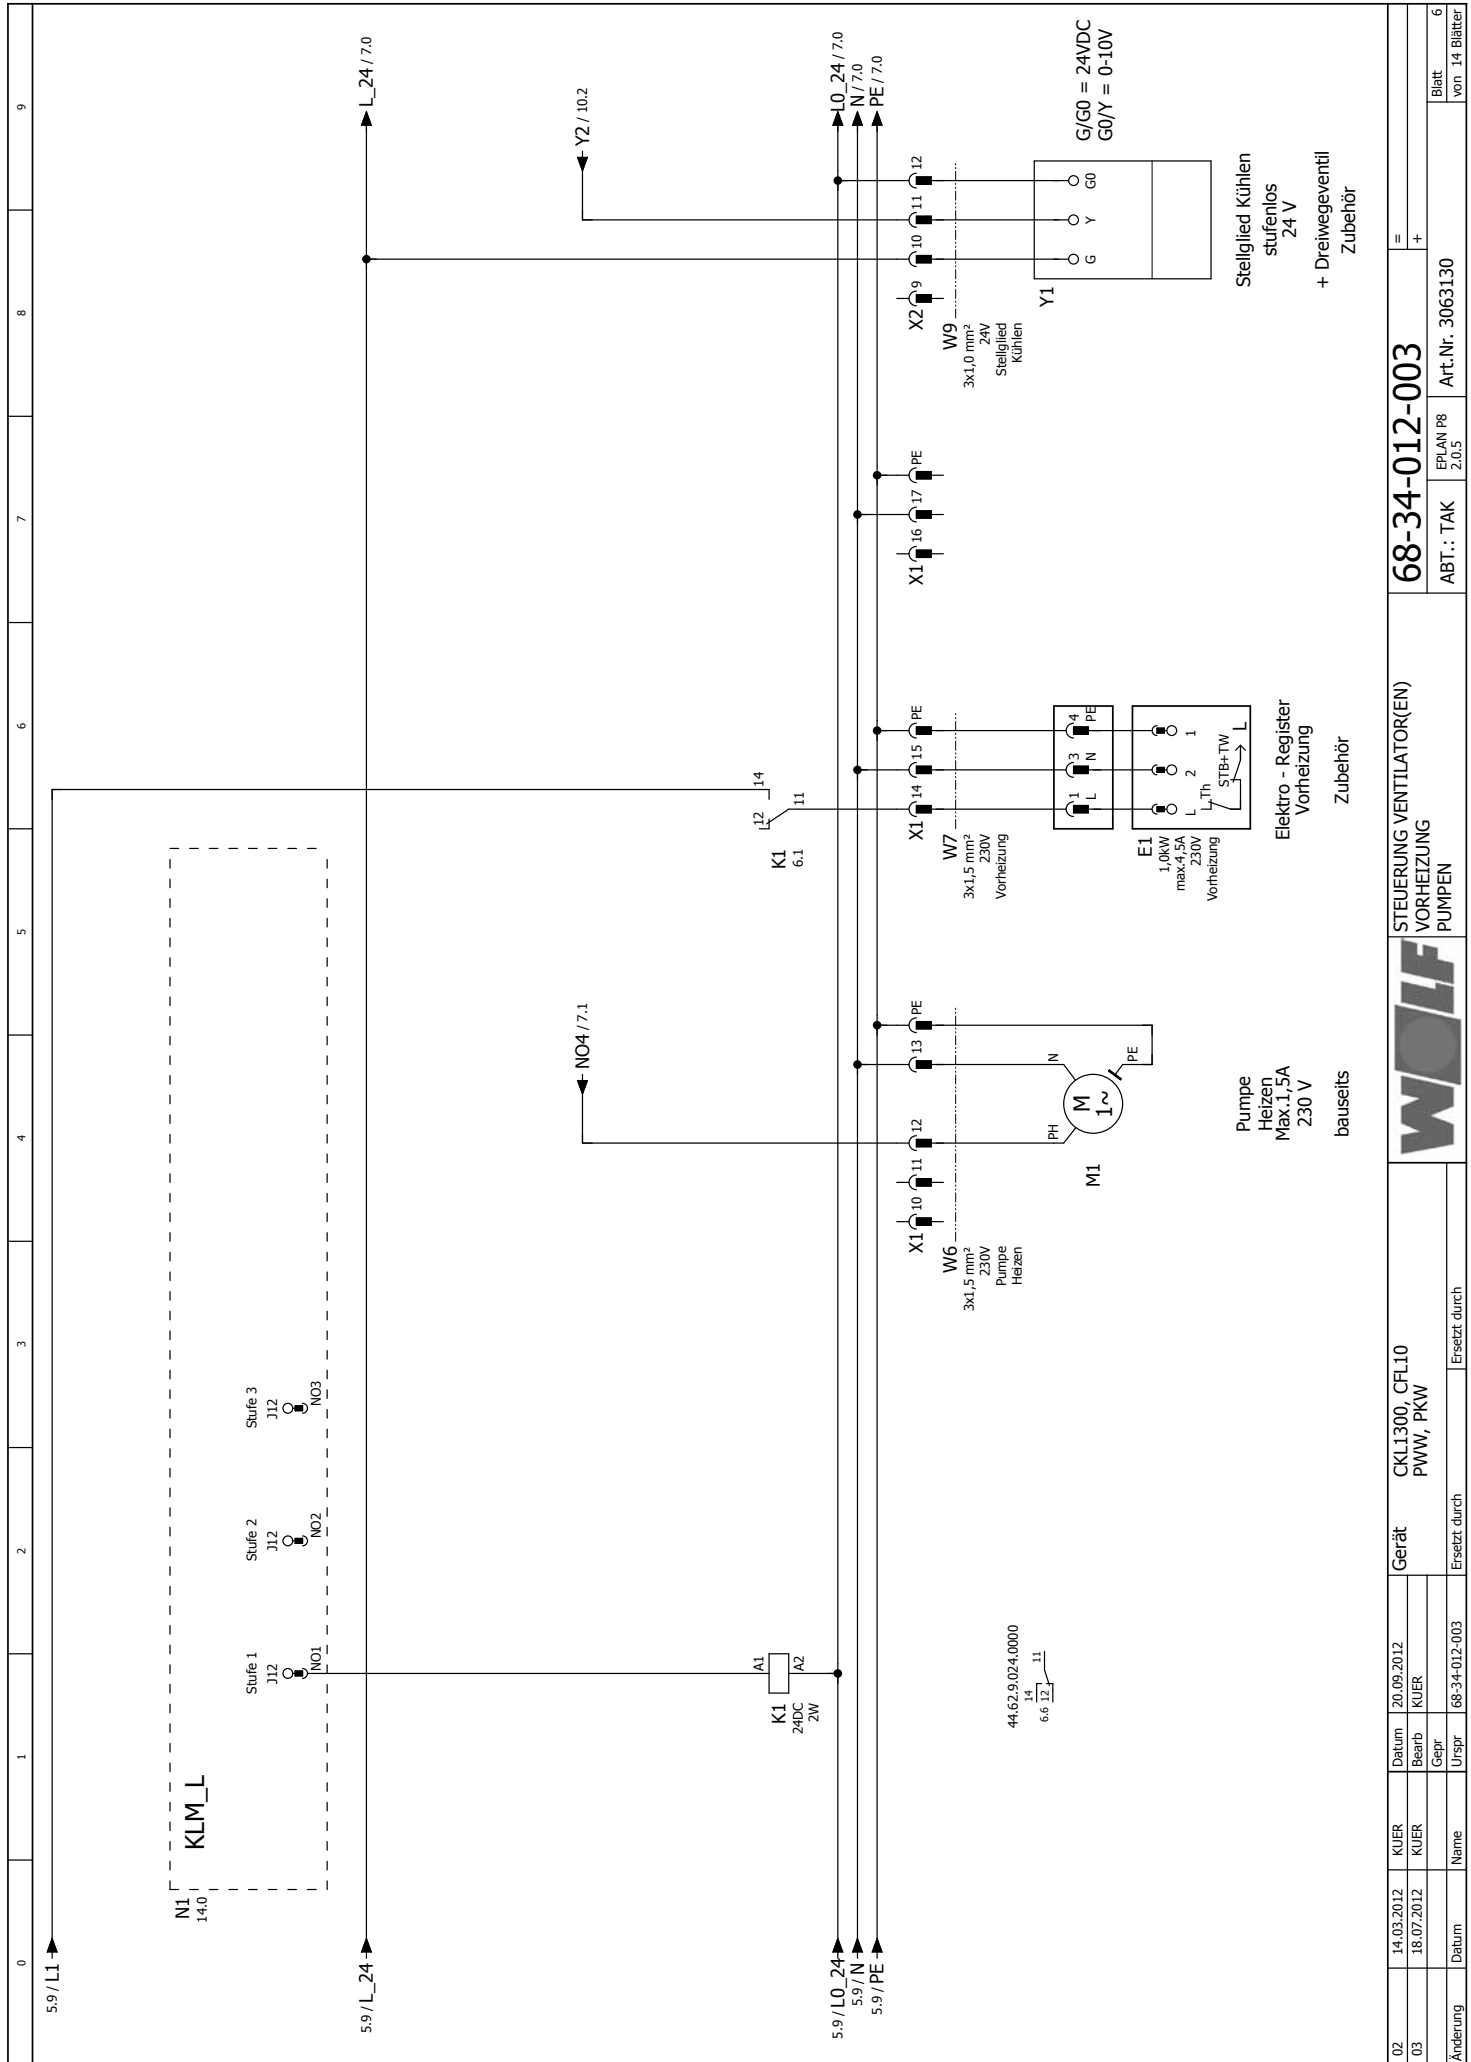 0 1 2 3 4 5 6 7 8 9
5.9 / L1
N1
14.0
KLM_L
Stufe 1
J12
NO1
Stufe 2
J12
NO2
Stufe 3
J12
NO3
5.9 / L_24
L_24 / 7.0
NO4 / 7.1
Y2 / 10.2
K1
24DC
2W
A1
A2
K1
6.1
12
14
11
5.9 / L0_24
5.9 / N
5.9 / PE
L0_24 / 7.0
N / 7.0
PE / 7.0
X1 10 11 12 13 PE
W6
3x1,5 mm²
230V
Pumpe
Heizen
PH
N
M
1~
PE
M1
Pumpe
Heizen
Max.1,5A
230 V
bauseits
X1 14 15 PE
W7
3x1,5 mm²
230V
Vorheizung
1 3 4
L N PE
E1
1,0kW
max.4,5A
230V
Vorheizung
L 2 1
Th
STB+TW
L
Elektro - Register
Vorheizung
Zubehör
X1 16 17 PE
X2 9 10 11 12
W9
3x1,0 mm²
24V
Stellglied
Kühlen
Y1
G Y G0
G/G0 = 24VDC
G0/Y = 0-10V
Stellglied Kühlen
stufenlos
24 V
+ Dreiwegeventil
Zubehör
44.62.9.024.0000
14
6.6 12
11
02 14.03.2012 KUER Datum 20.09.2012
03 18.07.2012 KUER Bearb KUER
Gepr
Änderung Datum Name Urspr 68-34-012-003 Ersetzt durch Ersetzt durch
Gerät CKL1300, CFL10
PWW, PKW
WOLF
STEUERUNG VENTILATOR(EN)
VORHEIZUNG
PUMPEN
68-34-012-003
=
+
ABT.: TAK
EPLAN P8
2.0.5
Art.Nr. 3063130
Blatt 6
von 14 Blätter